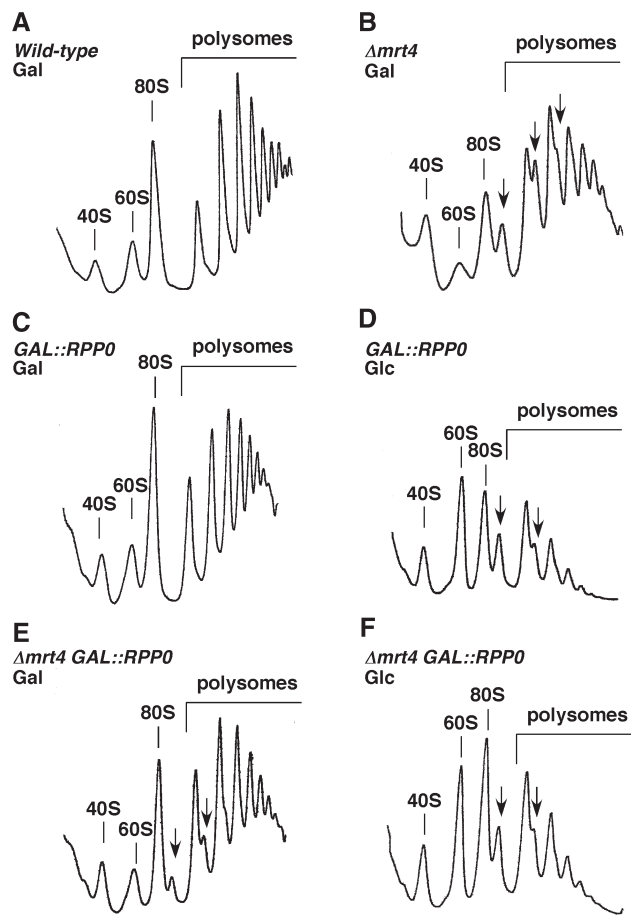 A
Wild-type
Gal
polysomes
80S
60S
40S
B
Δmrt4
Gal
polysomes
80S
40S
60S
C
GAL::RPP0
Gal
polysomes
80S
60S
40S
D
GAL::RPP0
Glc
polysomes
60S
80S
40S
E
Δmrt4 GAL::RPP0
Gal
polysomes
80S
40S
60S
F
Δmrt4 GAL::RPP0
Glc
80S
polysomes
60S
40S